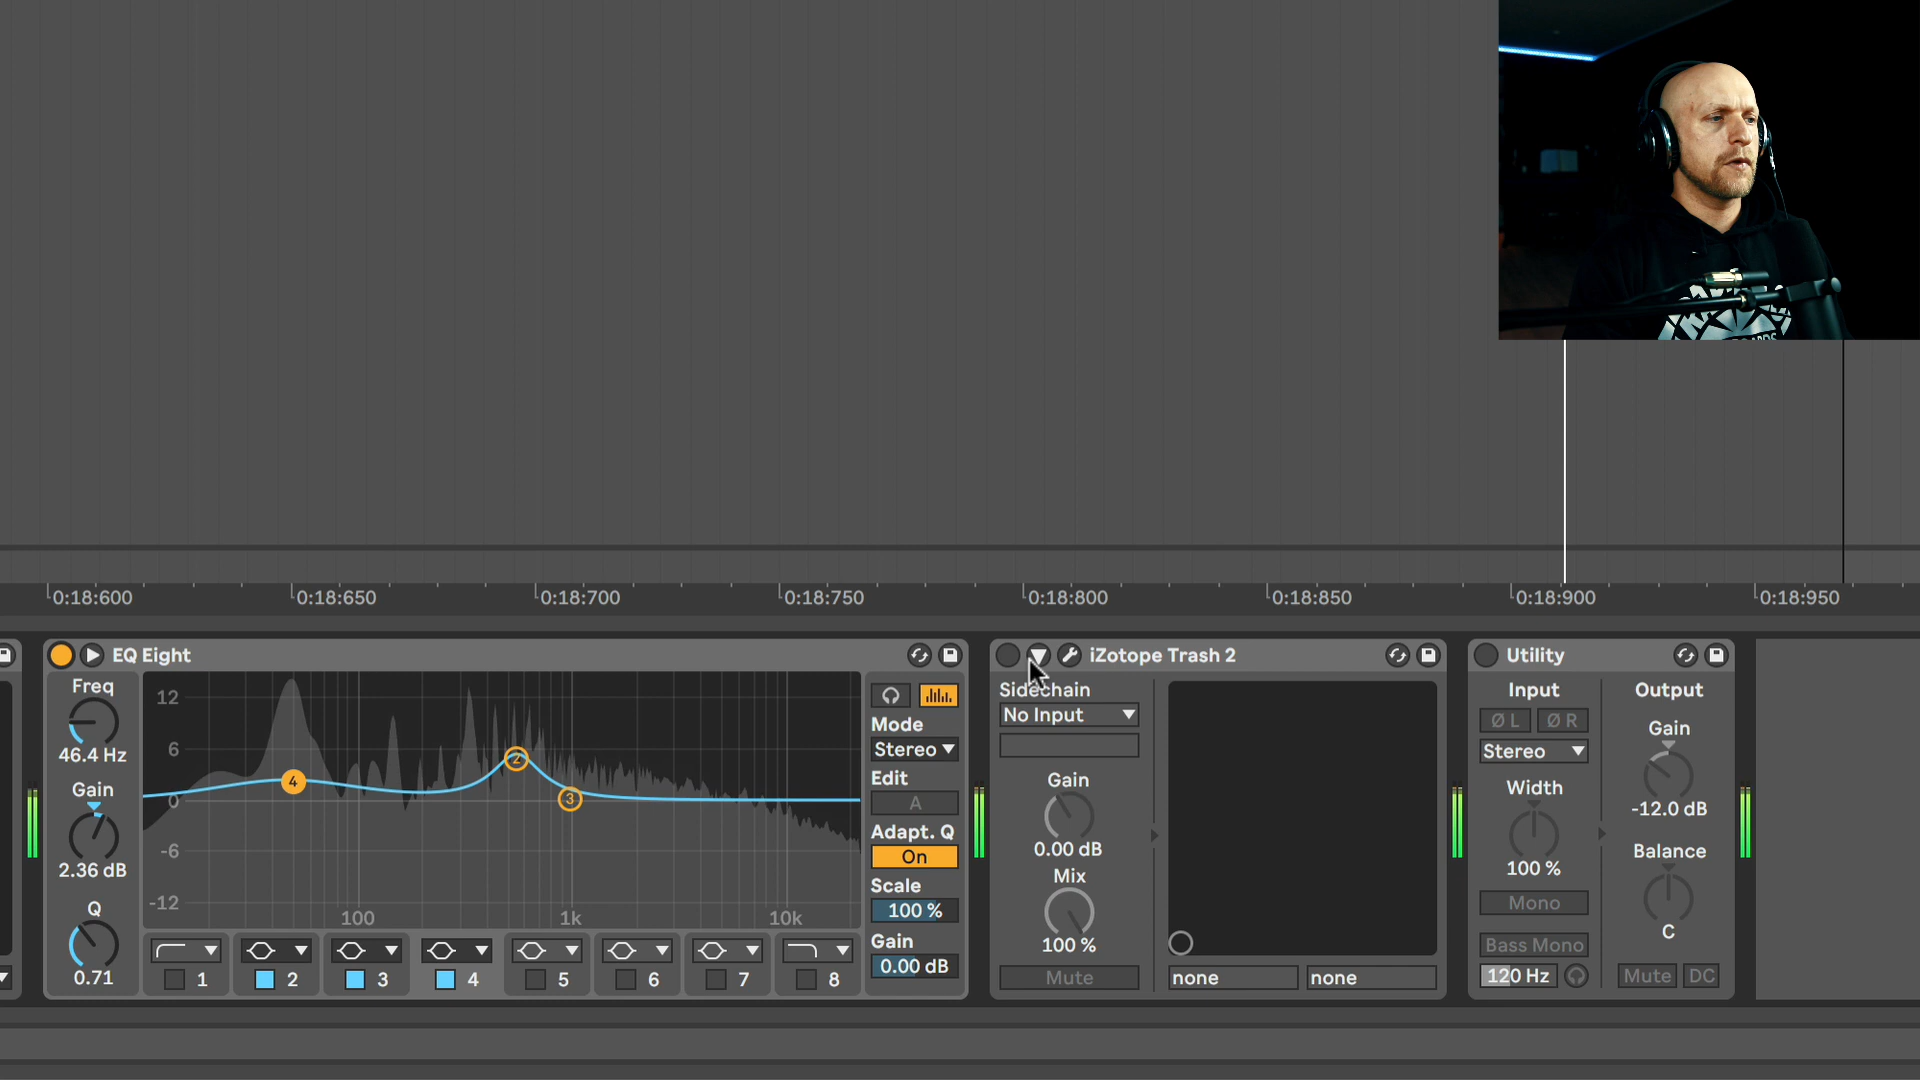 0:18:600 0:18:650 0:18:700 0:18:750 0:18:800 0:18:850 0:18:900 0:18:950
EQ Eight
Freq
46.4 Hz
Gain
2.36 dB
Q
0.71
12
6
0
-6
-12
100 1k 10k
4
2
3
1 2 3 4 5 6 7 8
Mode
Stereo
Edit
A
Adapt. Q
On
Scale
100 %
Gain
0.00 dB
iZotope Trash 2
Sidechain
No Input
Gain
0.00 dB
Mix
100 %
Mute
none none
Utility
Input
Ø L Ø R
Stereo
Width
100 %
Mono
Bass Mono
120 Hz
Output
Gain
-12.0 dB
Balance
C
Mute DC